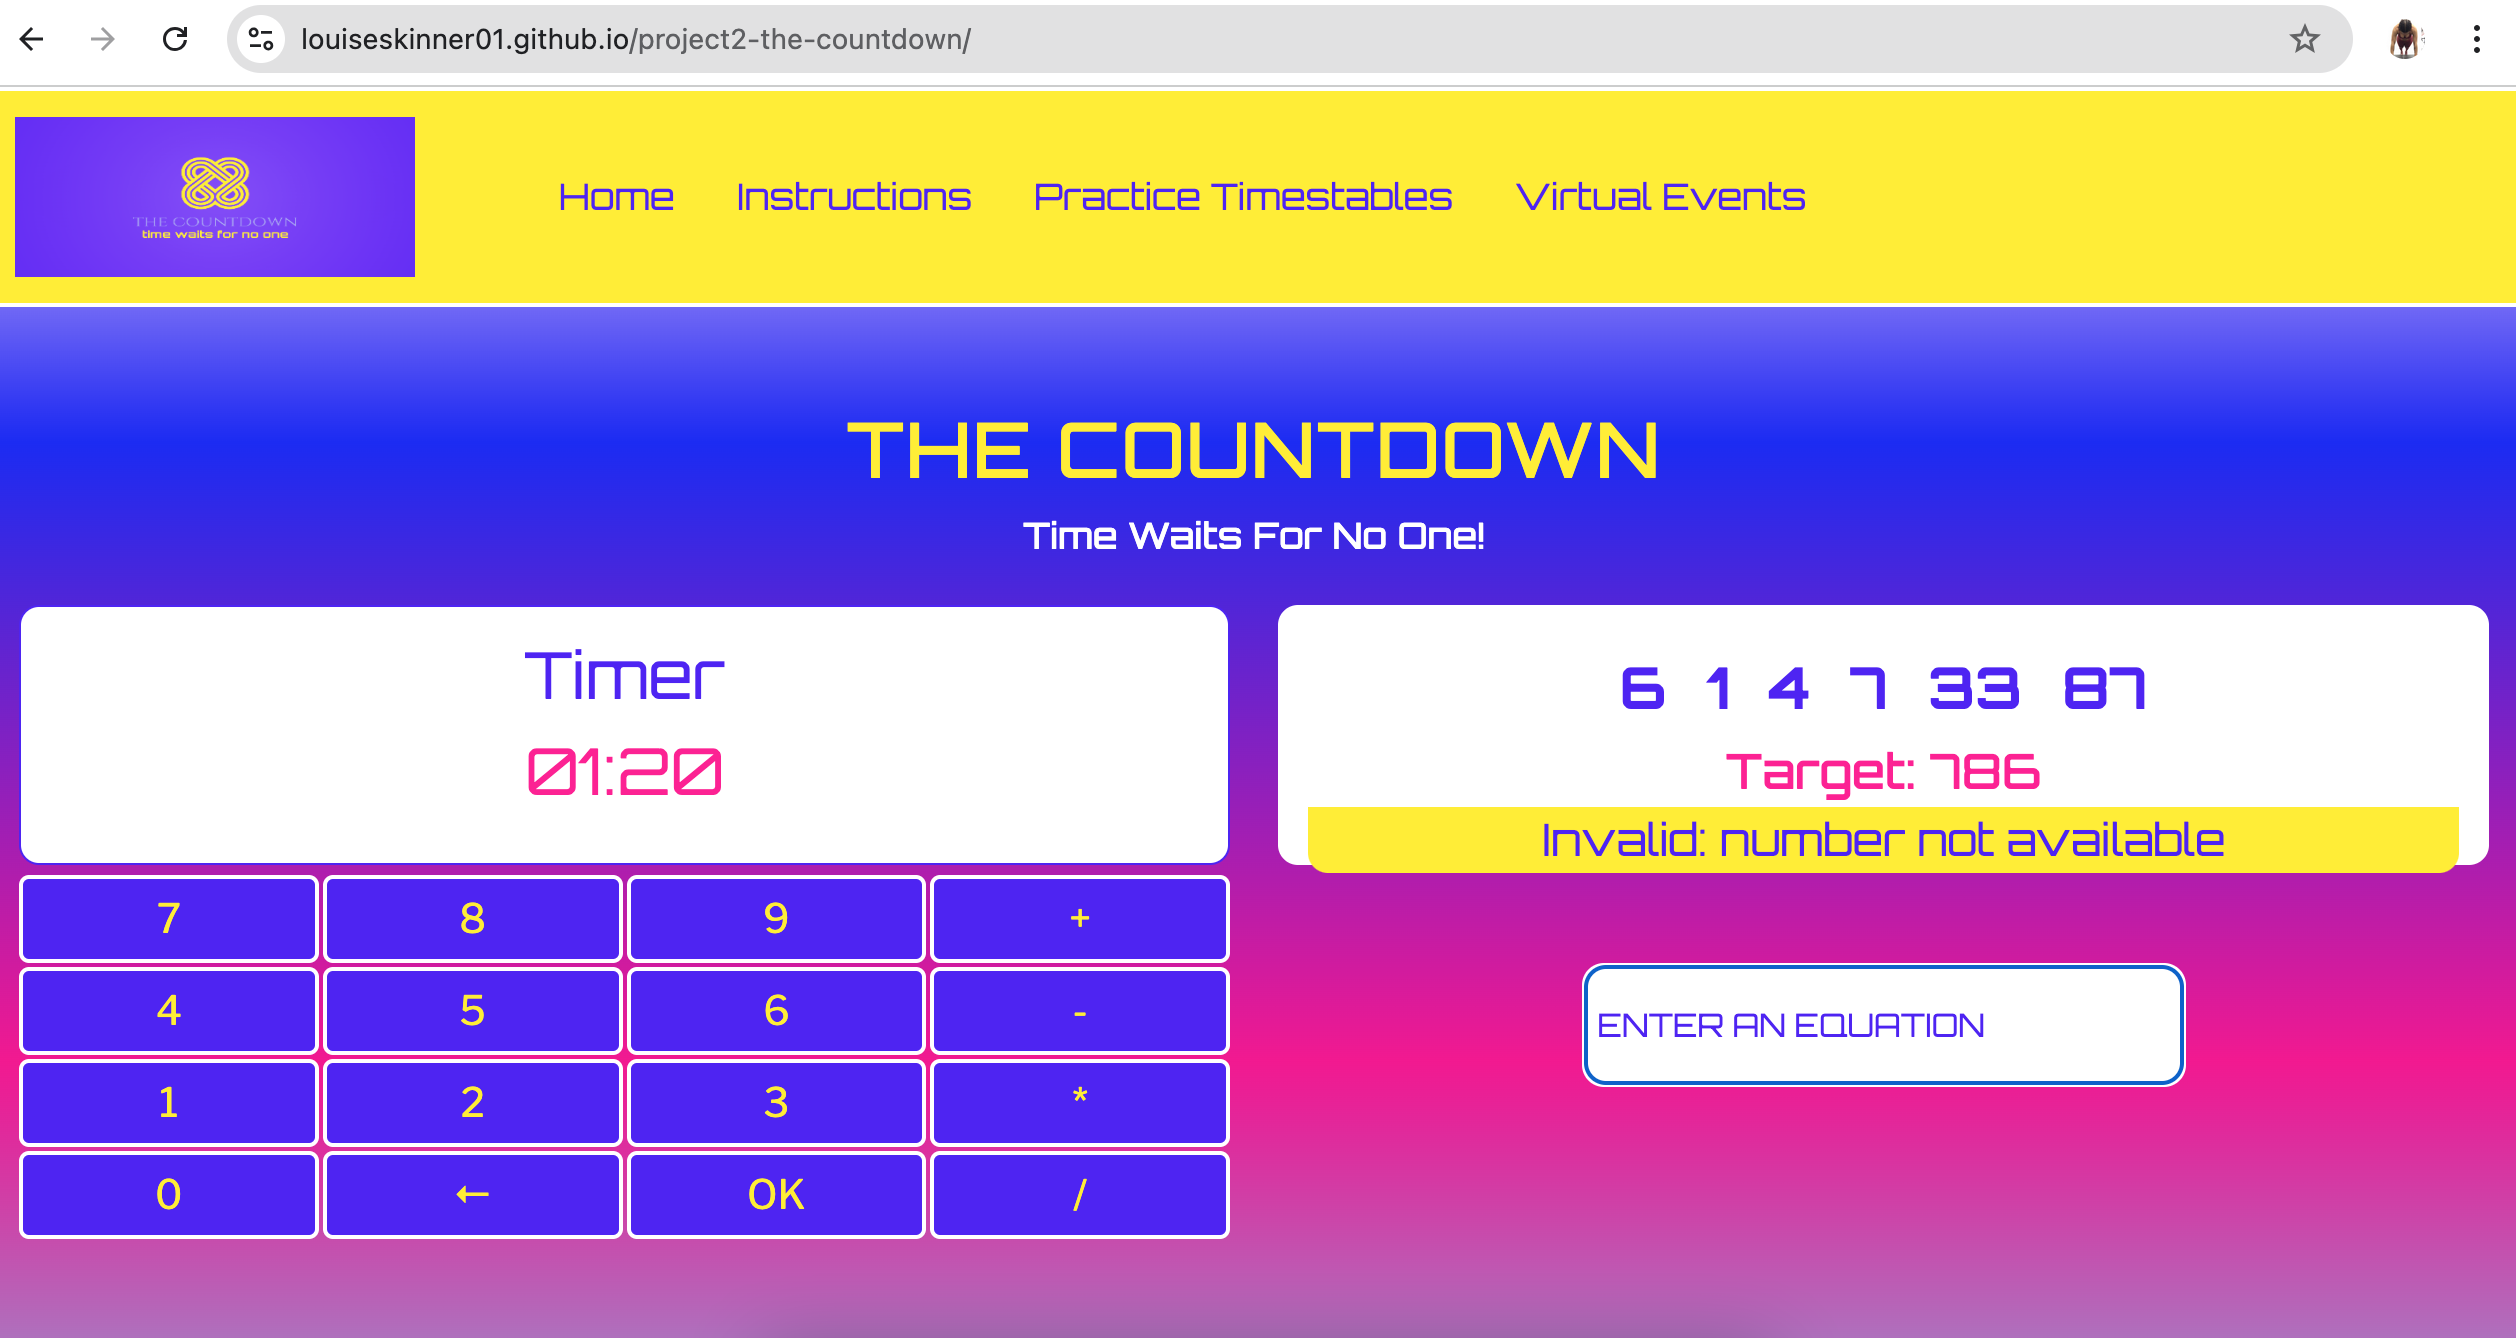 louiseskinner01.github.io/project2-the-countdown/
THE COUNTDOWN
time waits for no one
Home Instructions Practice Timestables Virtual Events
THE COUNTDOWN
Time Waits For No One!
Timer
01:20
6 1 4 7 33 87
Target: 786
Invalid: number not available
7 8 9 +
4 5 6 -
1 2 3 *
0 ← OK /
ENTER AN EQUATION